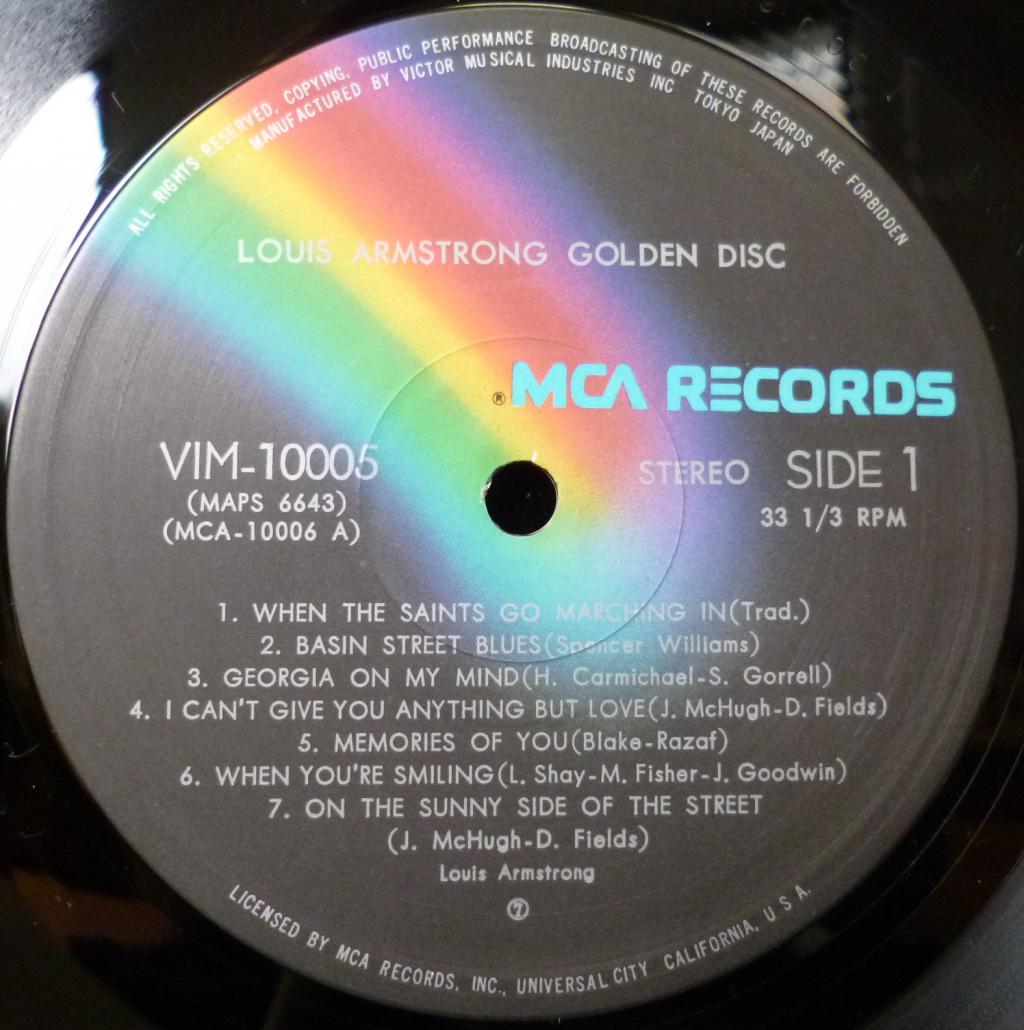 ALL RIGHTS RESERVED. COPYING, PUBLIC PERFORMANCE BROADCASTING OF THESE RECORDS ARE FORBIDDEN
MANUFACTURED BY VICTOR MUSICAL INDUSTRIES INC TOKYO JAPAN
LOUIS ARMSTRONG GOLDEN DISC
® MCA RECORDS
VIM-10005
(MAPS 6643)
(MCA-10006 A)
STEREO SIDE 1
33 1/3 RPM
1. WHEN THE SAINTS GO MARCHING IN(Trad.)
2. BASIN STREET BLUES(Spencer Williams)
3. GEORGIA ON MY MIND(H. Carmichael-S. Gorrell)
4. I CAN'T GIVE YOU ANYTHING BUT LOVE(J. McHugh-D. Fields)
5. MEMORIES OF YOU(Blake-Razaf)
6. WHEN YOU'RE SMILING(L. Shay-M. Fisher-J. Goodwin)
7. ON THE SUNNY SIDE OF THE STREET
(J. McHugh-D. Fields)
Louis Armstrong
LICENSED BY MCA RECORDS, INC., UNIVERSAL CITY CALIFORNIA, U S A.